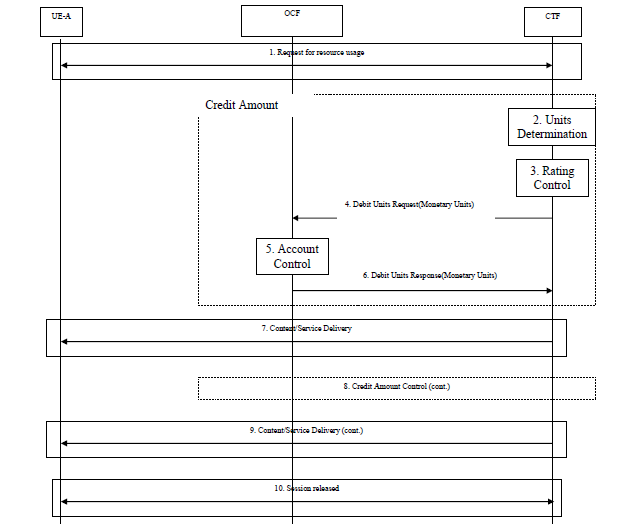 UE-A
OCF
CTF
1. Request for resource usage
Credit Amount
2. Units
Determination
3. Rating
Control
4. Debit Units Request(Monetary Units)
5. Account
Control
6. Debit Units Response(Monetary Units)
7. Content/Service Delivery
8. Credit Amount Control (cont.)
9. Content/Service Delivery (cont.)
10. Session released